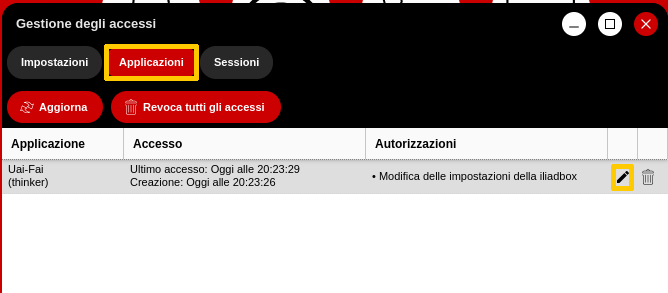 Gestione degli accessi
Impostazioni Applicazioni Sessioni
Aggiorna Revoca tutti gli accessi
Applicazione Accesso Autorizzazioni
Uai-Fai Ultimo accesso: Oggi alle 20:23:29
(thinker) Creazione: Oggi alle 20:23:26
• Modifica delle impostazioni della iliadbox